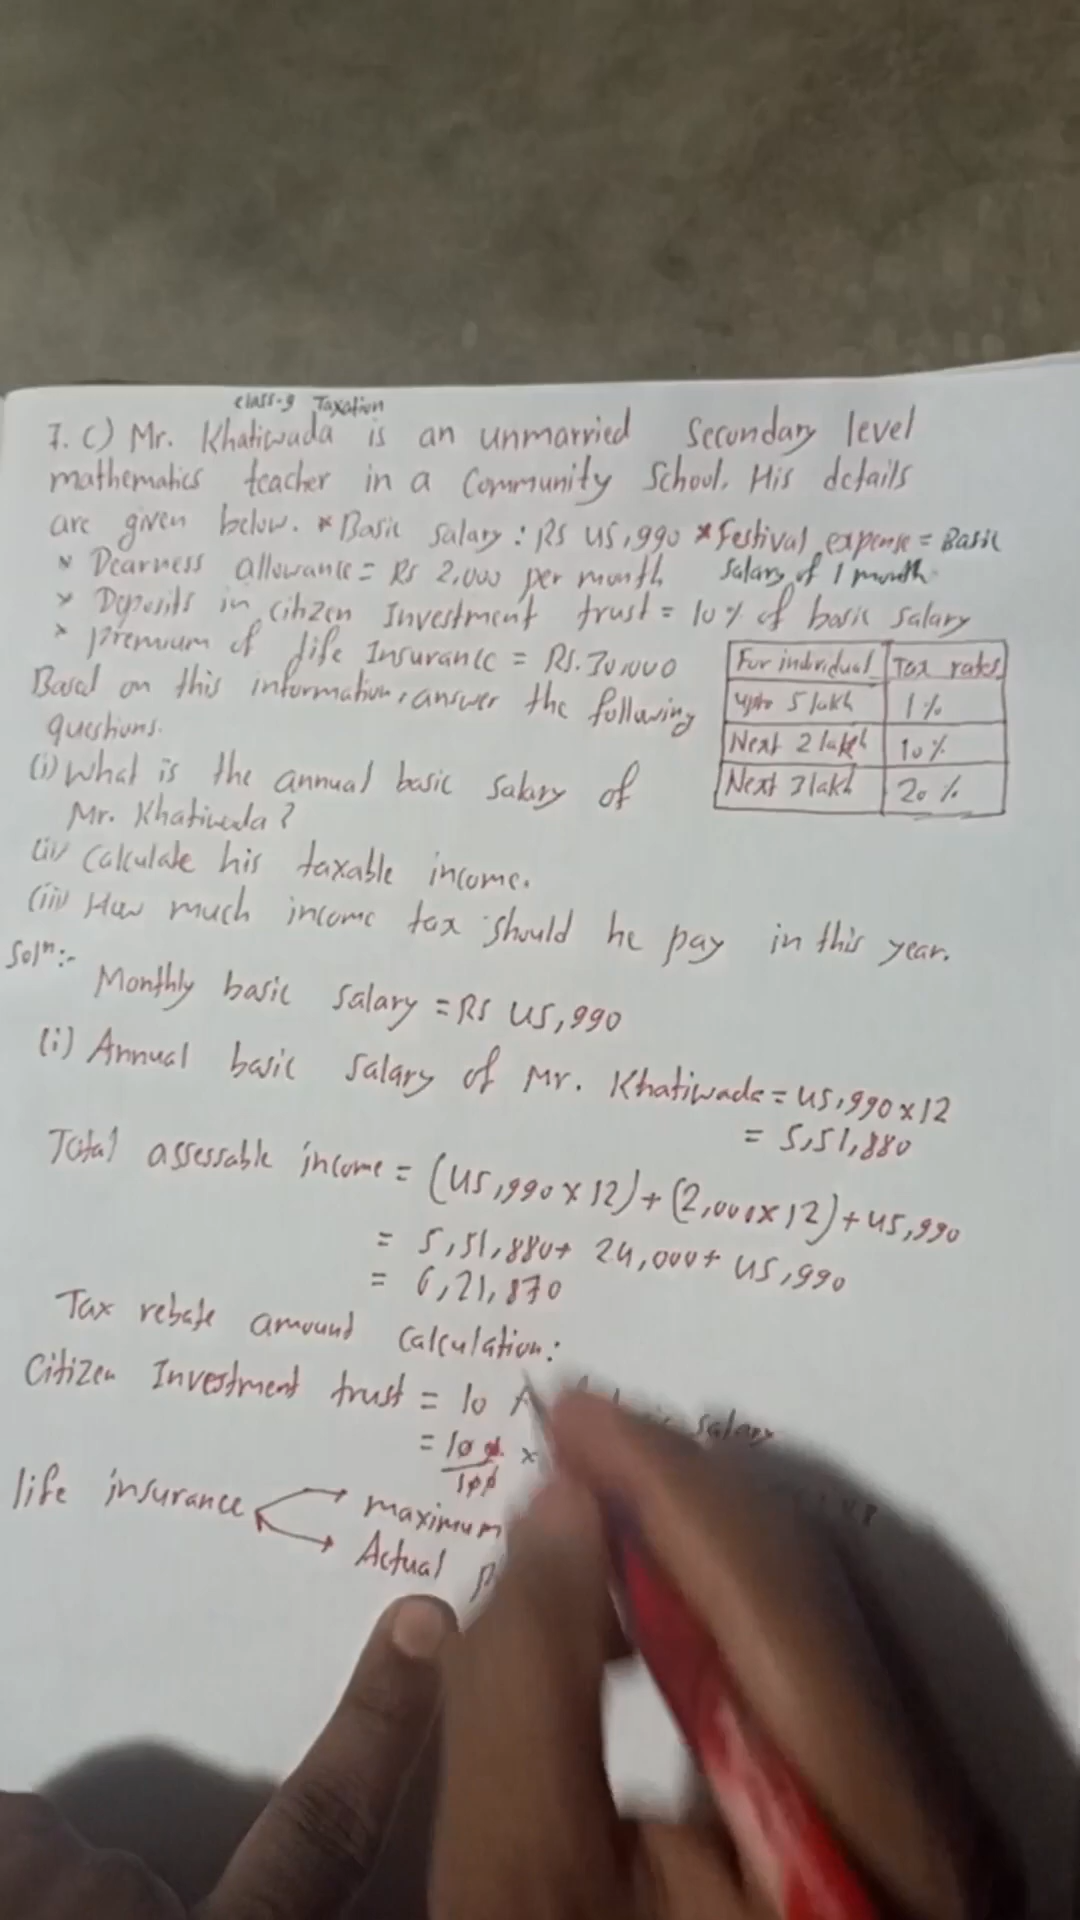 class-9 Taxation
7. c) Mr. Khatiwada is an unmarried Secondary level
mathematics teacher in a Community School. His details
are given below. * Basic salary : Rs 45,990 * Festival expense = Basic
salary of 1 month
* Dearness allowance = Rs 2,000 per month
* Deposits in citizen Investment trust = 10% of basic salary
* premium of life Insurance = Rs. 30,000
Based on this information, answer the following
questions.
For individual Tax rates
upto 5 lakh 1%
Next 2 lakh 10%
Next 3 lakh 20%
(i) What is the annual basic salary of
Mr. Khatiwada?
(ii) Calculate his taxable income.
(iii) How much income tax should he pay in this year.
Solⁿ:-
Monthly basic salary = Rs 45,990
(i) Annual basic salary of Mr. Khatiwada = 45,990 x 12
= 5,51,880
Total assessable income = (45,990 x 12) + (2,000 x 12) + 45,990
= 5,51,880 + 24,000 + 45,990
= 6,21,870
Tax rebate amount calculation:
Citizen Investment trust = 10 salary
= 10 / 100 x
life insurance maximum
Actual